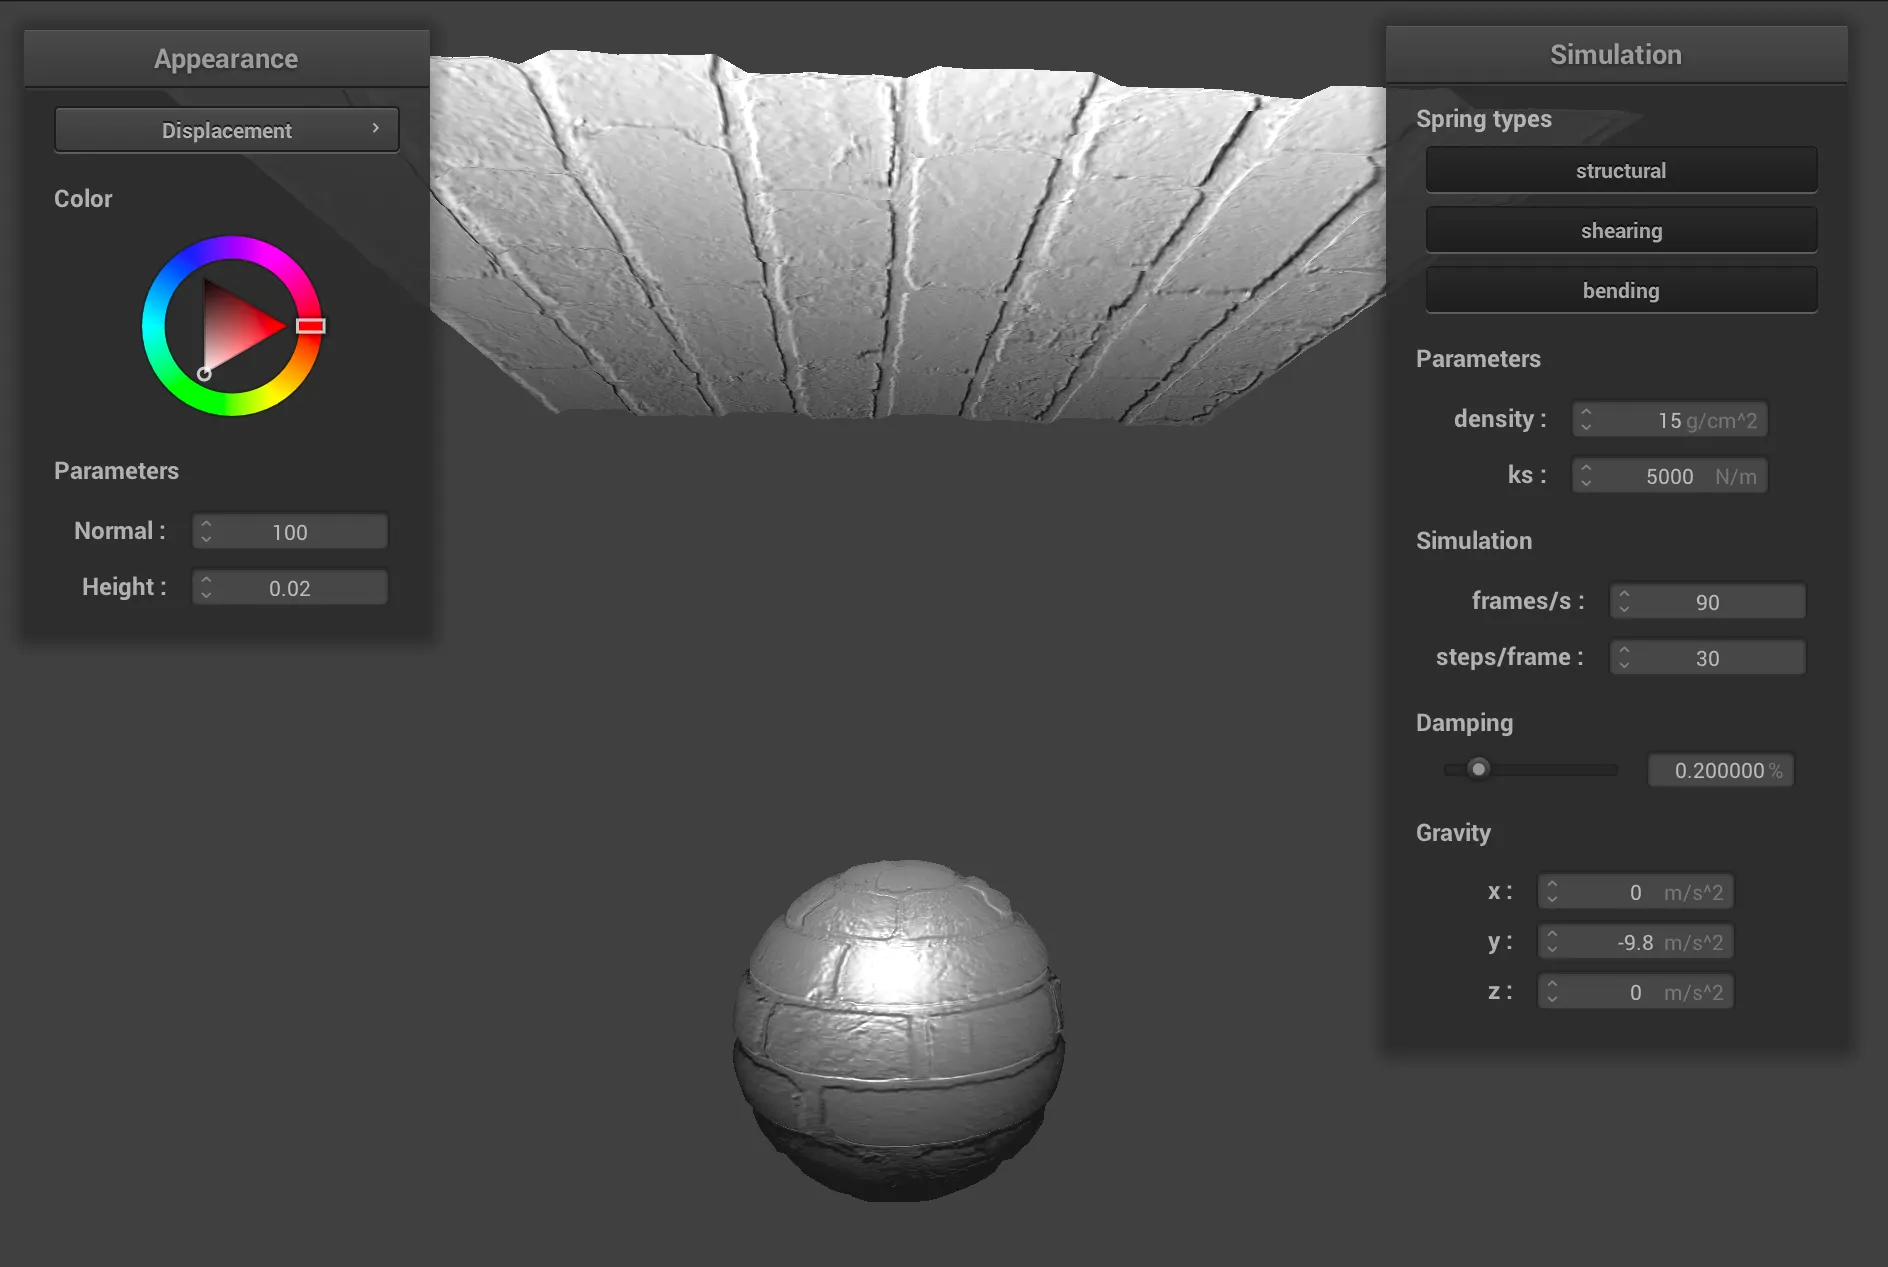 Appearance
Displacement
Color
Parameters
Normal : 100
Height : 0.02
Simulation
Spring types
structural
shearing
bending
Parameters
density : 15 g/cm^2
ks : 5000 N/m
Simulation
frames/s : 90
steps/frame : 30
Damping
0.200000 %
Gravity
x : 0 m/s^2
y : -9.8 m/s^2
z : 0 m/s^2